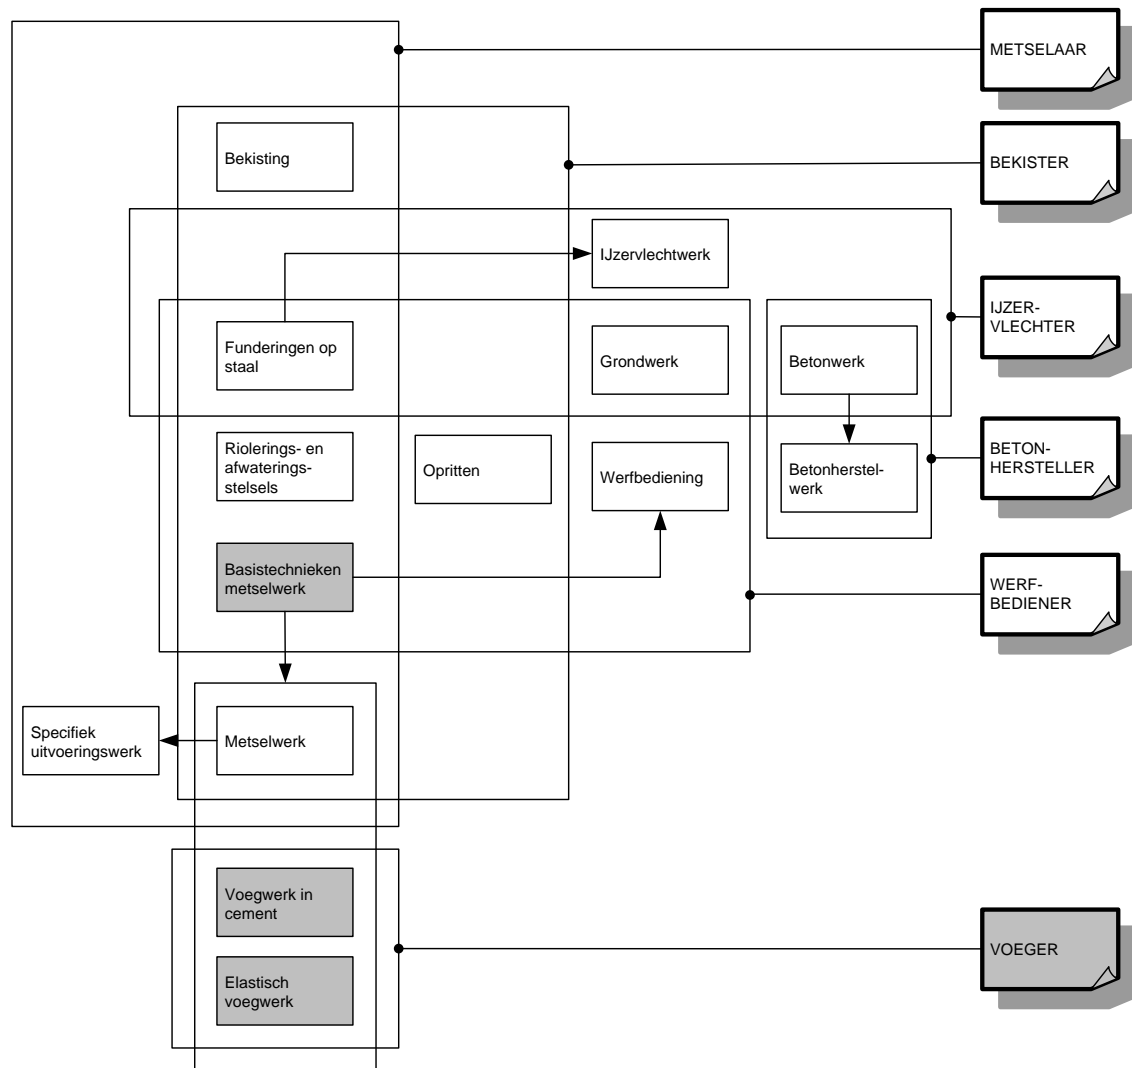 METSELAAR
Bekisting
BEKISTER
IJzervlechtwerk
Funderingen op
staal
Grondwerk
Betonwerk
IJZER-
VLECHTER
Riolerings- en
afwaterings-
stelsels
Opritten
Werfbediening
Betonherstel-
werk
BETON-
HERSTELLER
Basistechnieken
metselwerk
WERF-
BEDIENER
Specifiek
uitvoeringswerk
Metselwerk
Voegwerk in
cement
Elastisch
voegwerk
VOEGER